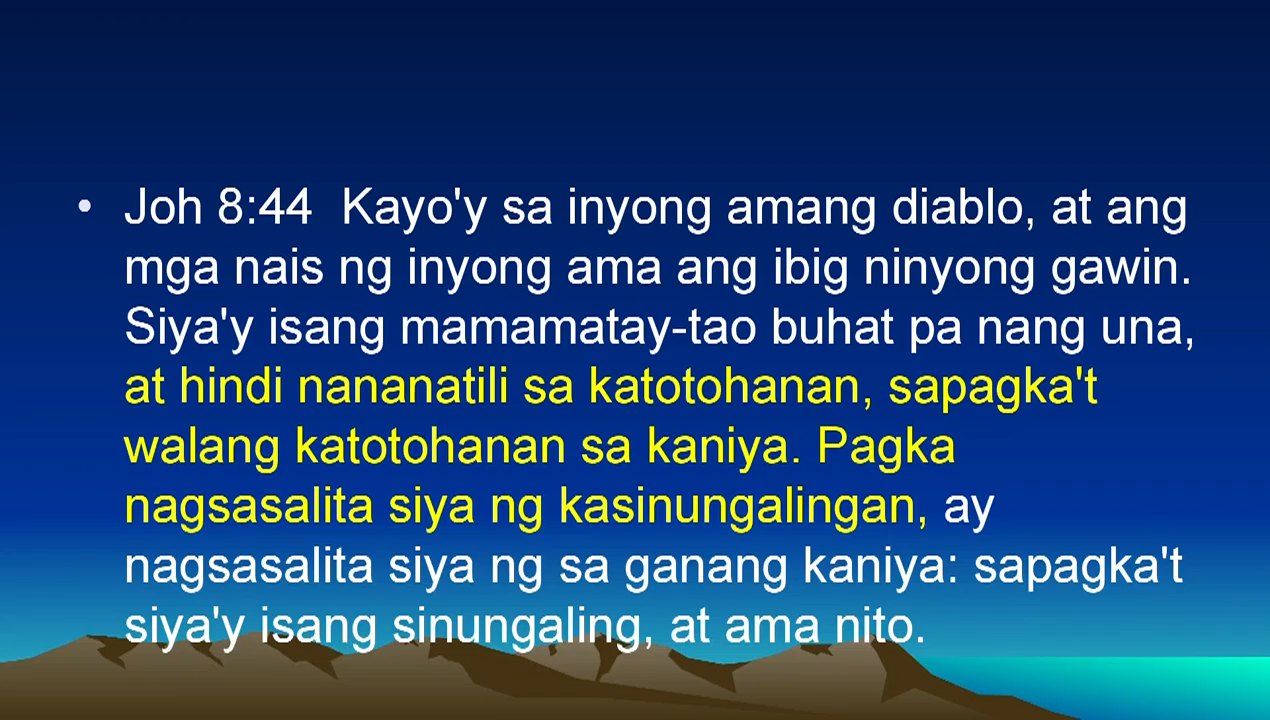 • Joh 8:44  Kayo'y sa inyong amang diablo, at ang
mga nais ng inyong ama ang ibig ninyong gawin.
Siya'y isang mamamatay-tao buhat pa nang una,
at hindi nananatili sa katotohanan, sapagka't
walang katotohanan sa kaniya. Pagka
nagsasalita siya ng kasinungalingan, ay
nagsasalita siya ng sa ganang kaniya: sapagka't
siya'y isang sinungaling, at ama nito.